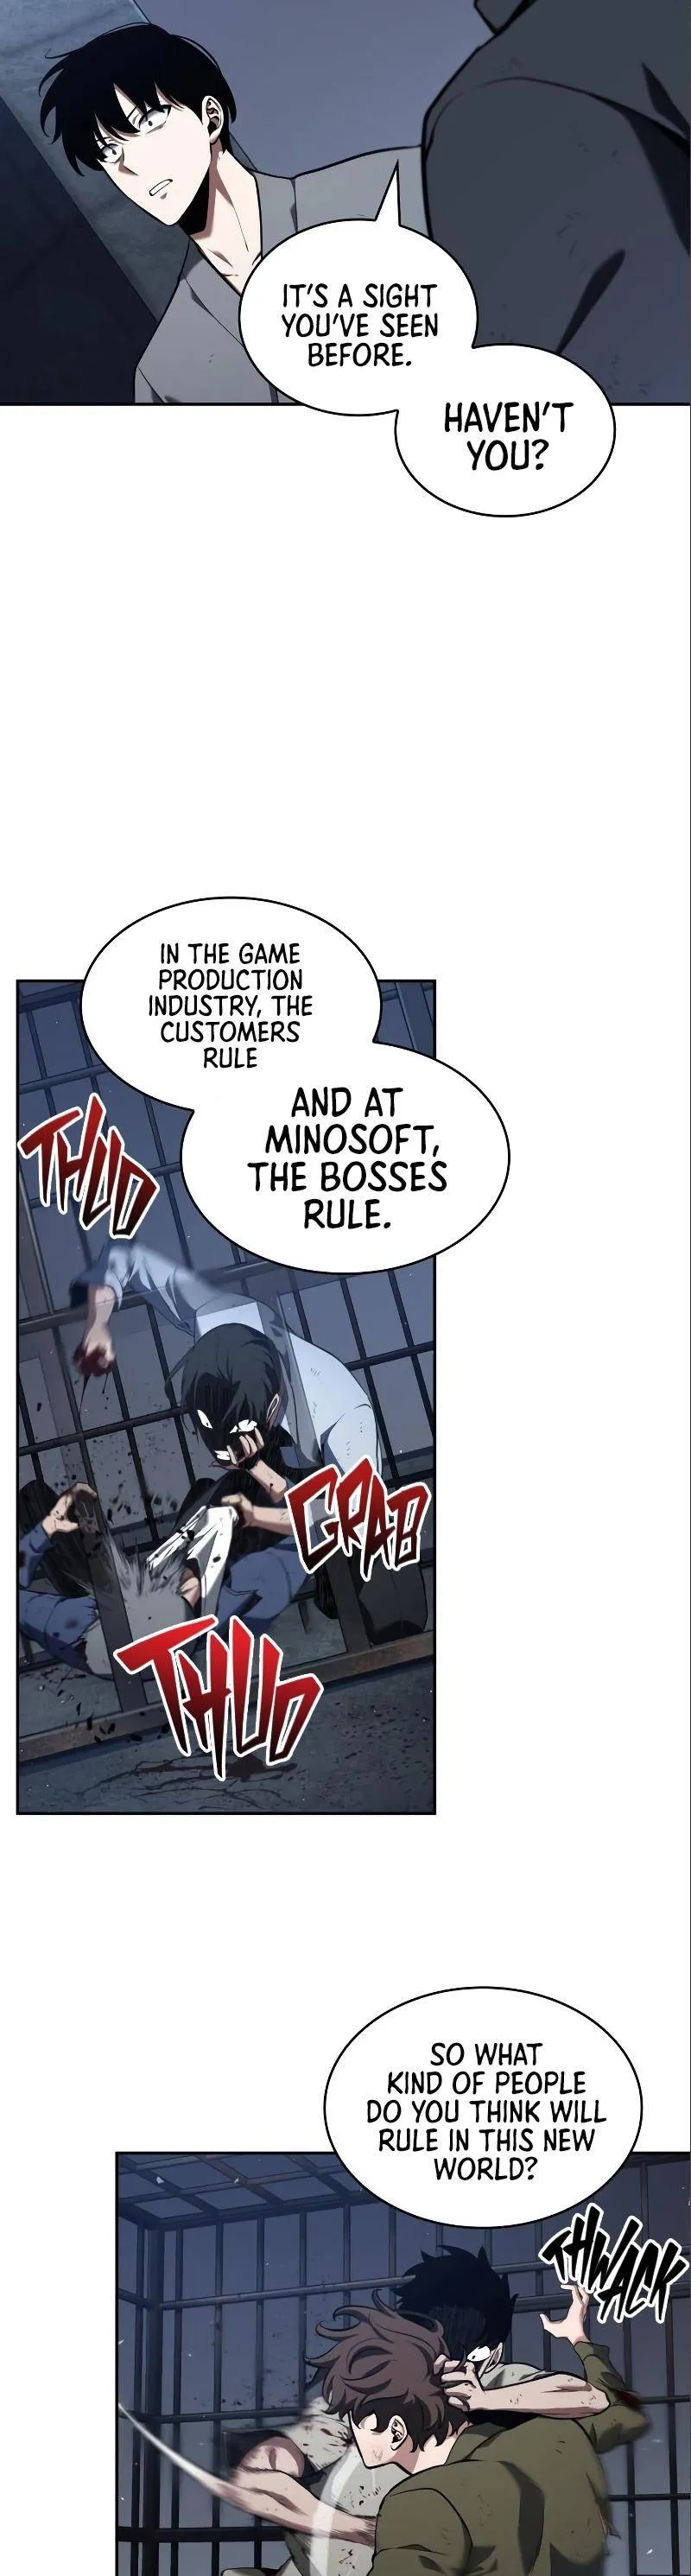 IT'S A SIGHT
YOU'VE SEEN
BEFORE.
HAVEN'T
YOU?
IN THE GAME
PRODUCTION
INDUSTRY, THE
CUSTOMERS
RULE
AND AT
MINOSOFT,
THE BOSSES
RULE.
THUD
GRAB
THUD
SO WHAT
KIND OF PEOPLE
DO YOU THINK WILL
RULE IN THIS NEW
WORLD?
THWACK